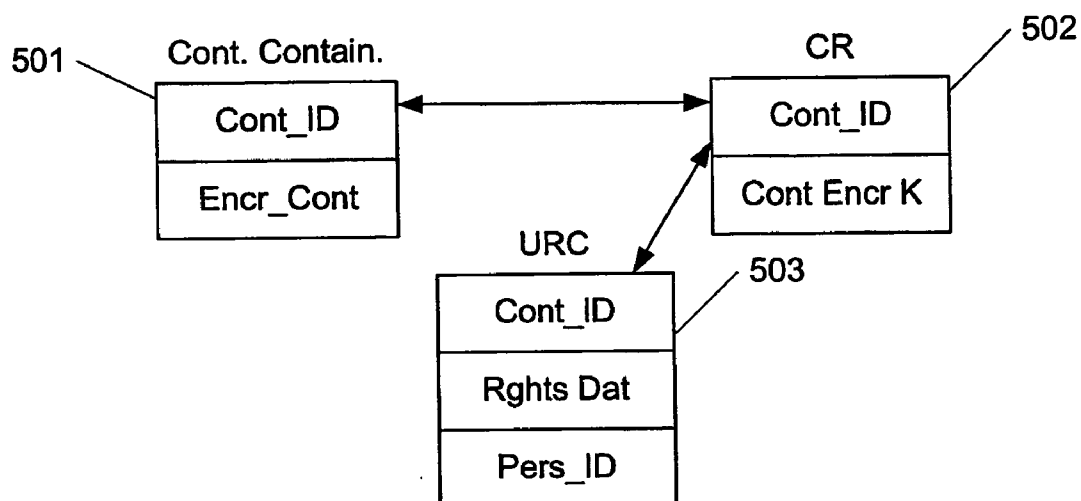 501
Cont. Contain.
Cont_ID
Encr_Cont
CR
502
Cont_ID
Cont Encr K
URC
503
Cont_ID
Rghts Dat
Pers_ID